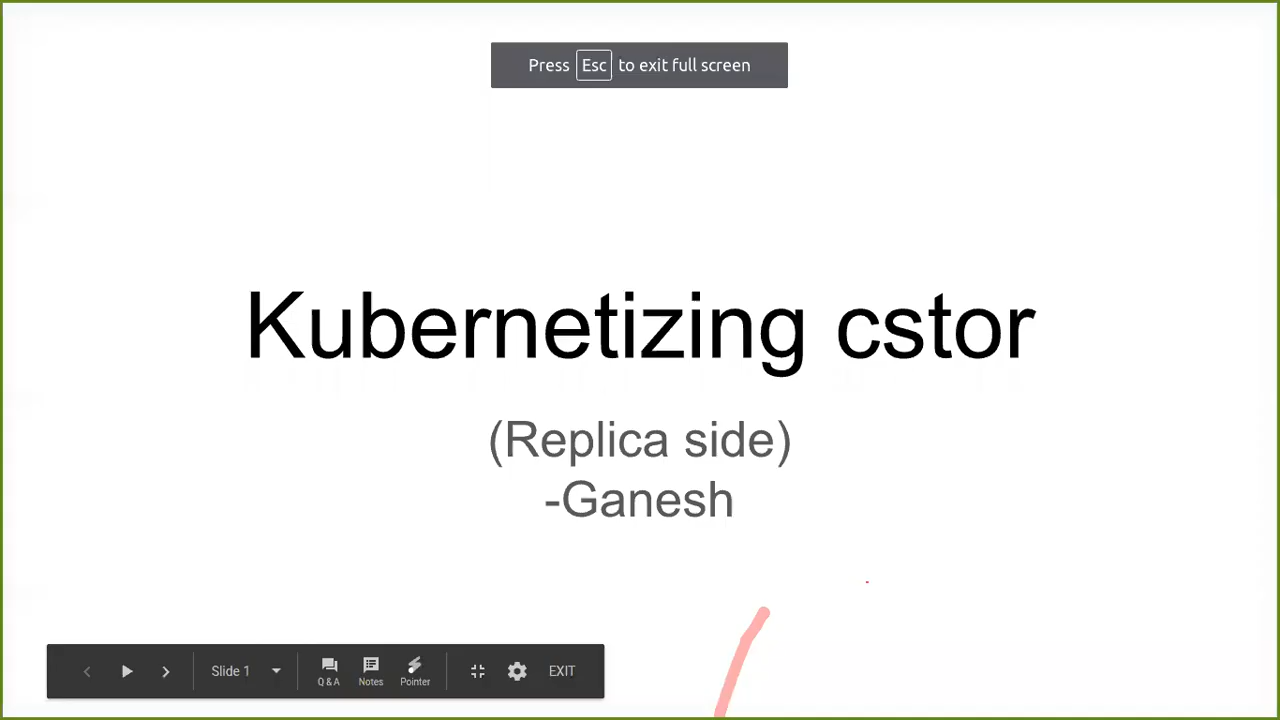 Press Esc to exit full screen
Kubernetizing cstor
(Replica side)
-Ganesh
Slide 1
Q & A
Notes
Pointer
EXIT